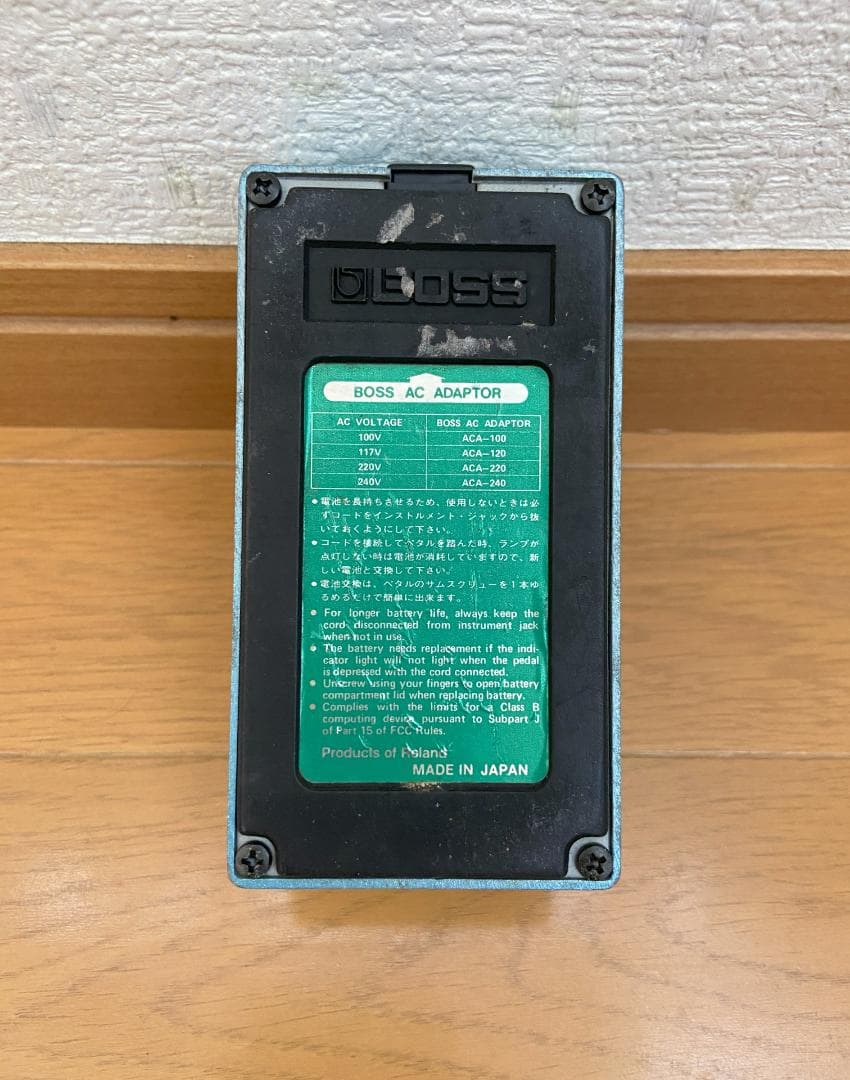 BOSS
BOSS AC ADAPTOR
AC VOLTAGE BOSS AC ADAPTOR
100V ACA-100
117V ACA-120
220V ACA-220
240V ACA-240
●電池を長持ちさせるため、使用しないときは必
ずコードをインストルメント・ジャックから抜
いておくようにして下さい。
●コードを接続してペダルを踏んだ時、ランプが
点灯しない時は電池が消耗していますので、新
しい電池と交換して下さい。
●電池交換は、ペダルのサムスクリューを1本ゆ
るめるだけで簡単に出来ます。
● For longer battery life, always keep the
cord disconnected from instrument jack
when not in use.
● The battery needs replacement if the indi-
cator light will not light when the pedal
is depressed with the cord connected.
● Unscrew using your fingers to open battery
compartment lid when replacing battery.
● Complies with the limits for a Class B
computing device pursuant to Subpart J
of Part 15 of FCC Rules.
Products of Roland
MADE IN JAPAN